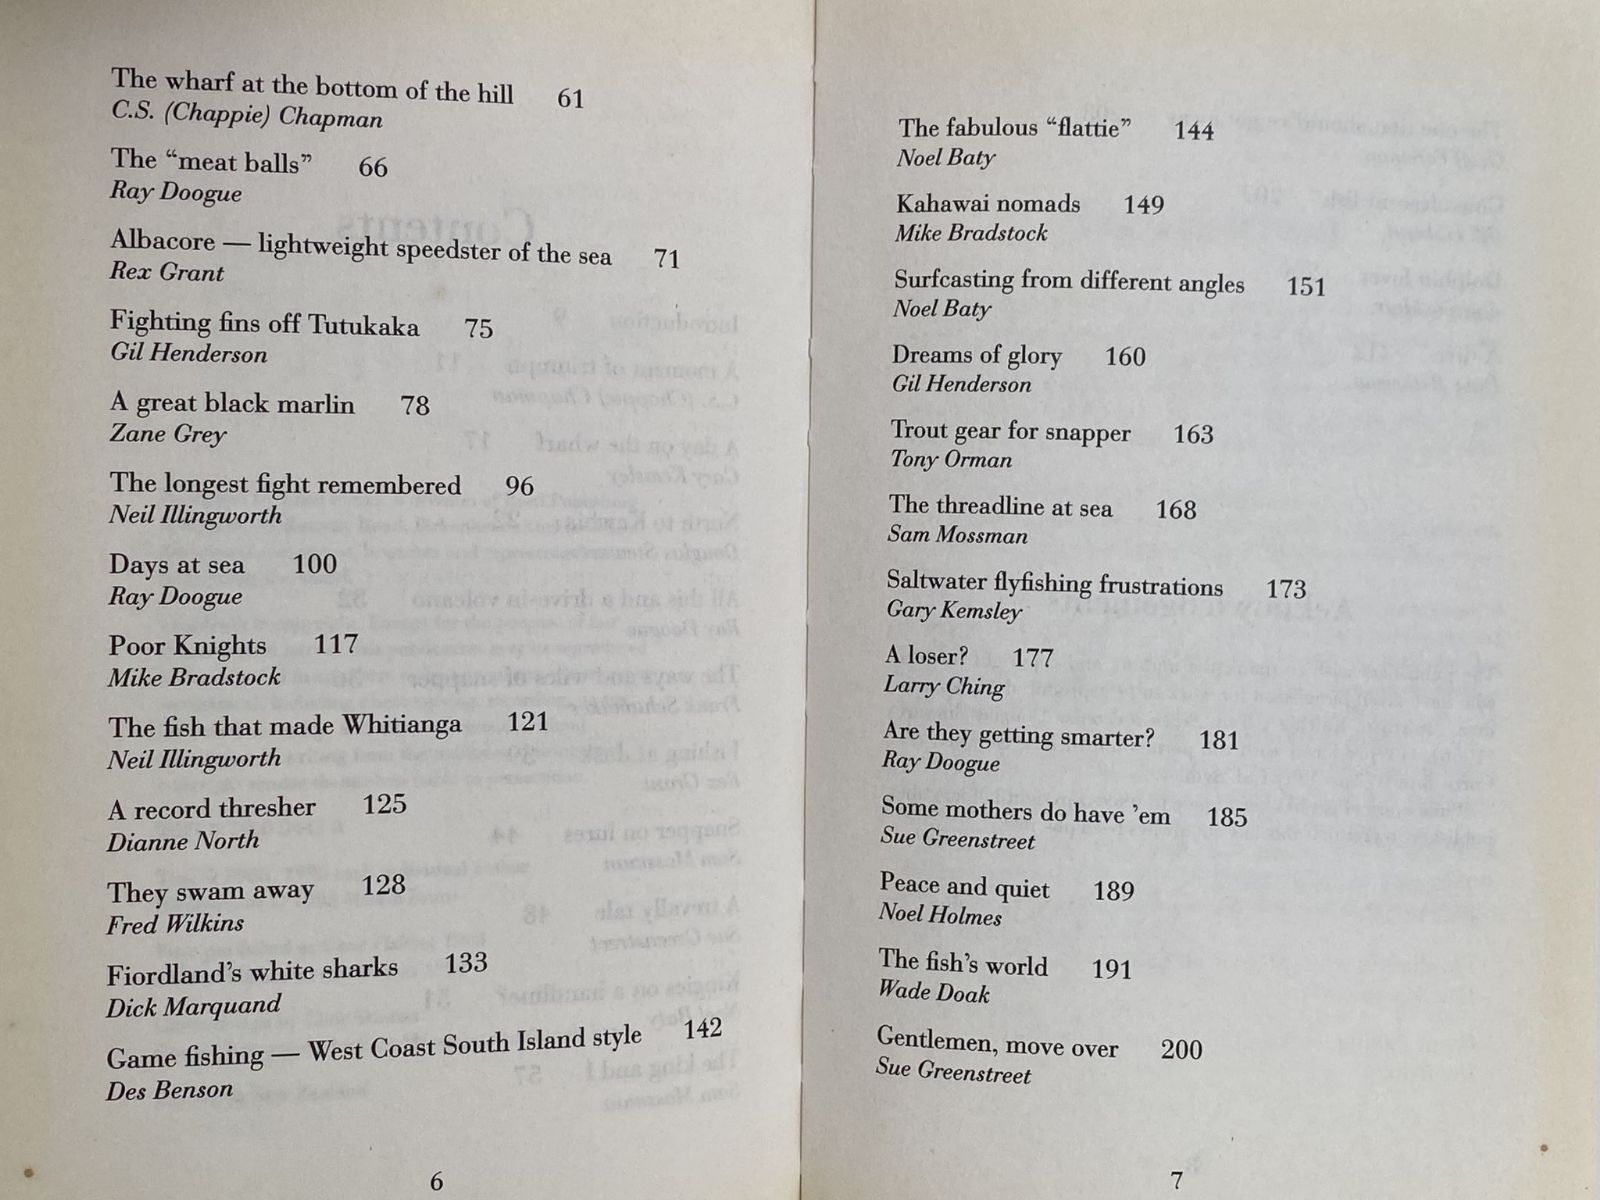 The wharf at the bottom of the hill 61
C.S. (Chappie) Chapman
The “meat balls” 66
Ray Doogue
Albacore — lightweight speedster of the sea 71
Rex Grant
Fighting fins off Tutukaka 75
Gil Henderson
A great black marlin 78
Zane Grey
The longest fight remembered 96
Neil Illingworth
Days at sea 100
Ray Doogue
Poor Knights 117
Mike Bradstock
The fish that made Whitianga 121
Neil Illingworth
A record thresher 125
Dianne North
They swam away 128
Fred Wilkins
Fiordland’s white sharks 133
Dick Marquand
Game fishing — West Coast South Island style 142
Des Benson
6
The fabulous “flattie” 144
Noel Baty
Kahawai nomads 149
Mike Bradstock
Surfcasting from different angles 151
Noel Baty
Dreams of glory 160
Gil Henderson
Trout gear for snapper 163
Tony Orman
The threadline at sea 168
Sam Mossman
Saltwater flyfishing frustrations 173
Gary Kemsley
A loser? 177
Larry Ching
Are they getting smarter? 181
Ray Doogue
Some mothers do have ’em 185
Sue Greenstreet
Peace and quiet 189
Noel Holmes
The fish’s world 191
Wade Doak
Gentlemen, move over 200
Sue Greenstreet
7